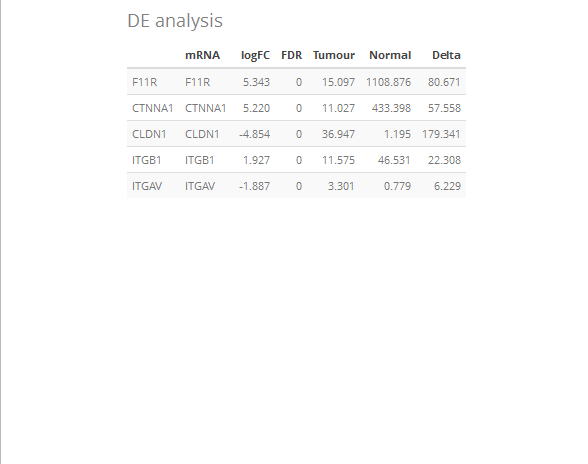 DE analysis
mRNA logFC FDR Tumour Normal Delta
F11R F11R 5.343 0 15.097 1108.876 80.671
CTNNA1 CTNNA1 5.220 0 11.027 433.398 57.558
CLDN1 CLDN1 -4.854 0 36.947 1.195 179.341
ITGB1 ITGB1 1.927 0 11.575 46.531 22.308
ITGAV ITGAV -1.887 0 3.301 0.779 6.229